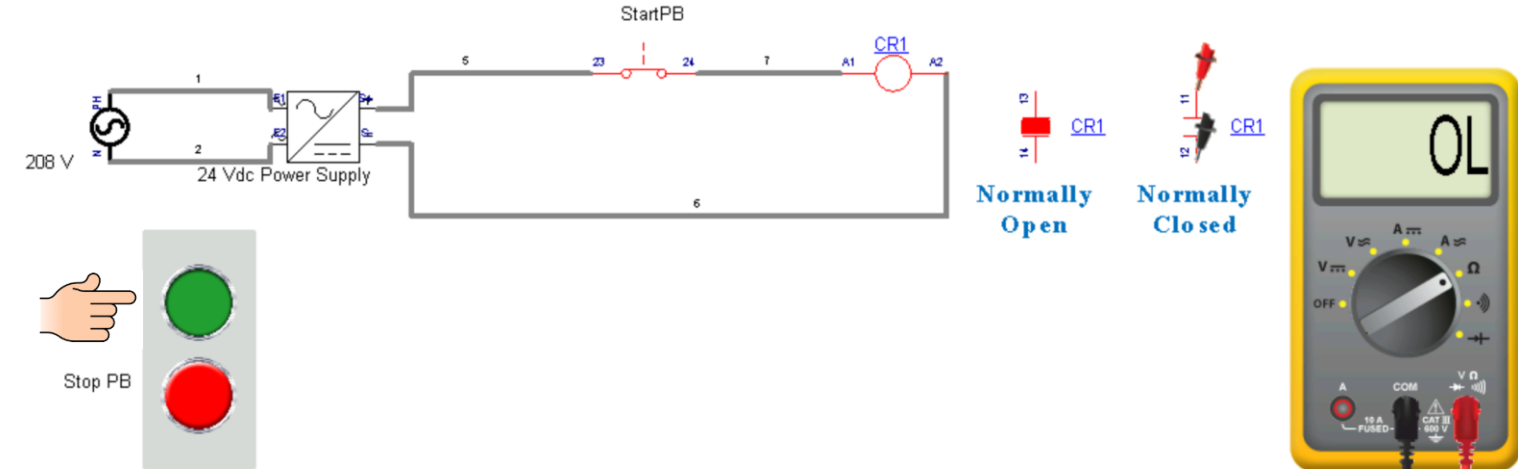 StartPB
CR1
5
23
24
7
A1
A2
1
PH
N
2
208 V
24 Vdc Power Supply
6
13
14
CR1
11
12
CR1
Normally
Open
Normally
Closed
Stop PB
OL
V
A
A
V
Ω
OFF
A
COM
V Ω
10 A
FUSED
CAT III
600 V